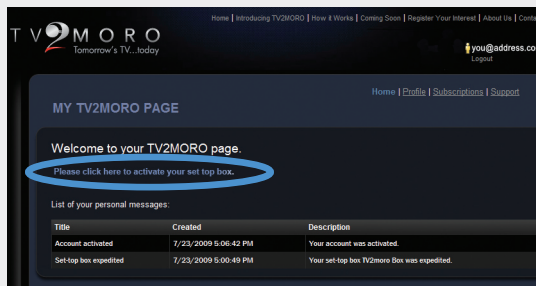 Home | Introducing TV2MORO | How it Works | Coming Soon | Register Your Interest | About Us | Conta
TV2MORO
Tomorrow's TV...today
you@address.co
Logout
Home | Profile | Subscriptions | Support
MY TV2MORO PAGE
Welcome to your TV2MORO page.
Please click here to activate your set top box.
List of your personal messages:
Title Created Description
Account activated 7/23/2009 5:06:42 PM Your account was activated.
Set-top box expedited 7/23/2009 5:00:49 PM Your set-top box TV2moro Box was expedited.